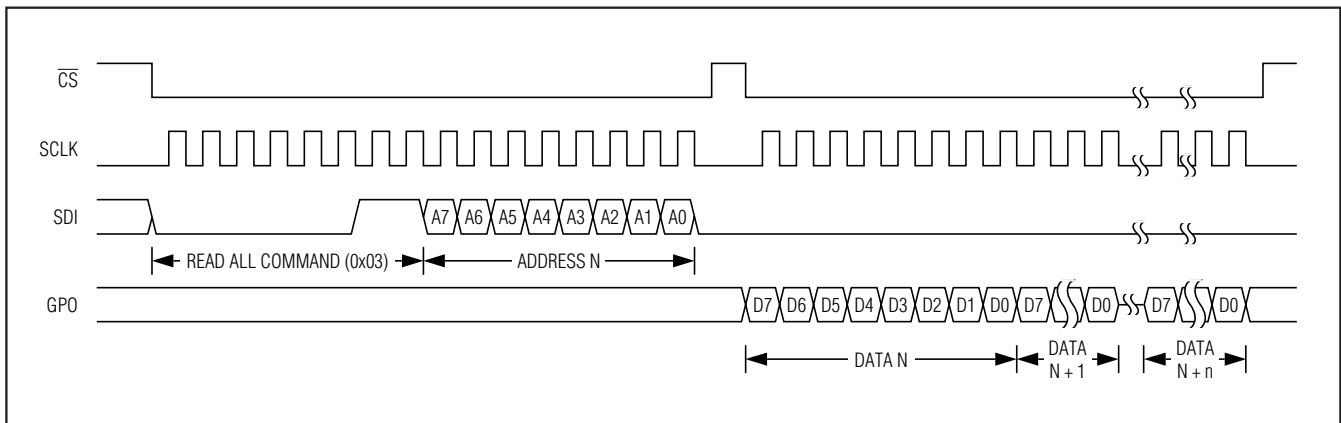 CS
SCLK
SDI
A7 A6 A5 A4 A3 A2 A1 A0
READ ALL COMMAND (0x03) ADDRESS N
GPO
D7 D6 D5 D4 D3 D2 D1 D0 D7 D0 D7 D0
DATA N
DATA
N + 1
DATA
N + n